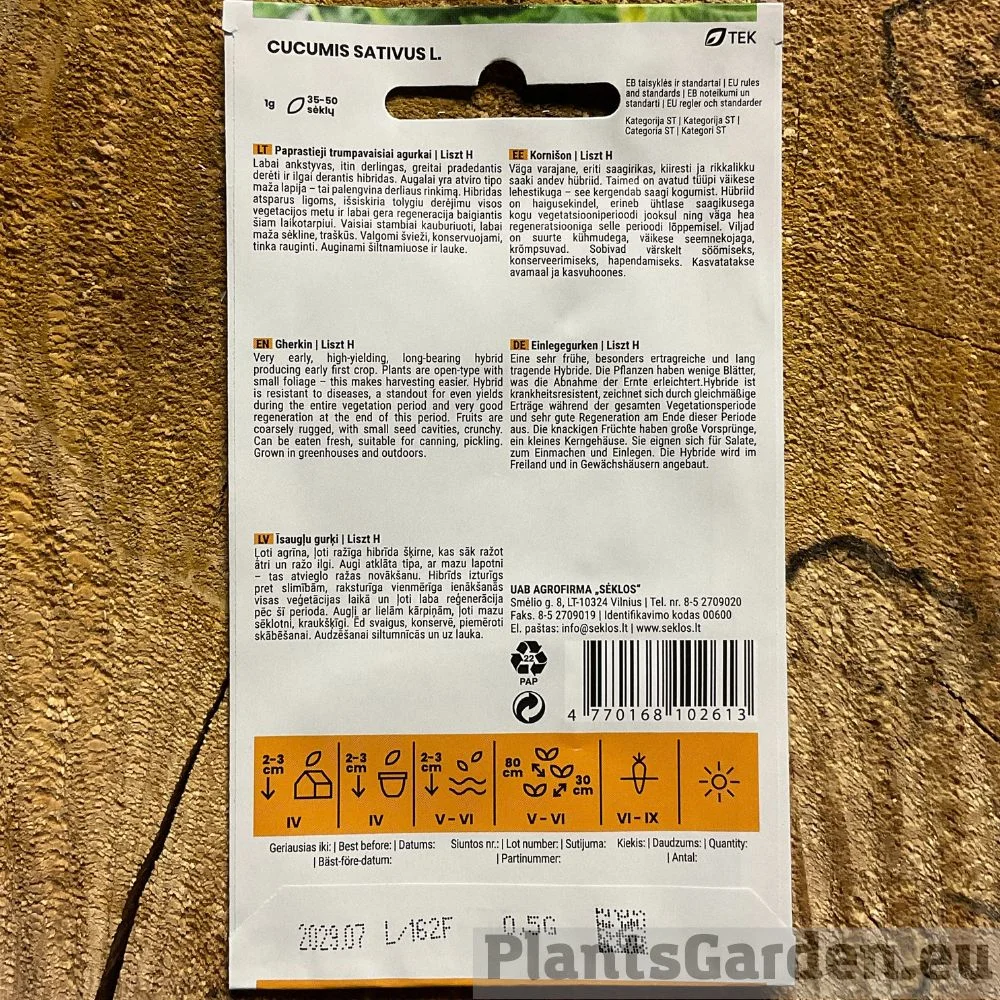 CUCUMIS SATIVUS L.
TEK
1g 35-50
sėklų
EB taisyklės ir standartai | EU rules
and standards | EB noteikumi un
standarti | EU regler och standarder
Kategorija ST | Kategorija ST |
Categoria ST | Kategori ST
LT Paprastieji trumpavaisiai agurkai | Liszt H
Labai ankstyvas, itin derlingas, greitai pradedantis
derėti ir ilgai derantis hibridas. Augalai yra atviro tipo
maža lapija – tai palengvina derliaus rinkimą. Hibridas
atsparus ligoms, išsiskiria tolygiu derėjimu visos
vegetacijos metu ir labai gera regeneracija baigiantis
šiam laikotarpiui. Vaisiai stambiai kauburiuoti, labai
maža sėkline, traškūs. Valgomi švieži, konservuojami,
tinka rauginti. Auginami šiltnamiuose ir lauke.
EE Kornišon | Liszt H
Väga varajane, eriti saagirikas, kiiresti ja rikkalikku
saaki andev hübriid. Taimed on avatud tüüpi väikese
lehestikuga – see kergendab saagi kogumist. Hübriid
on haigusekindel, erineb ühtlase saagikusega
kogu vegetatsiooniperioodi jooksul ning väga hea
regeneratsiooniga selle perioodi lõppemisel. Viljad
on suurte kühmudega, väikese seemnekojaga,
krõmpsuvad. Sobivad värskelt söömiseks,
konserveerimiseks, hapendamiseks. Kasvatatakse
avamaal ja kasvuhoones.
EN Gherkin | Liszt H
Very early, high-yielding, long-bearing hybrid
producing early first crop. Plants are open-type with
small foliage – this makes harvesting easier. Hybrid
is resistant to diseases, a standout for even yields
during the entire vegetation period and very good
regeneration at the end of this period. Fruits are
coarsely rugged, with small seed cavities, crunchy.
Can be eaten fresh, suitable for canning, pickling.
Grown in greenhouses and outdoors.
DE Einlegegurken | Liszt H
Eine sehr frühe, besonders ertragreiche und lang
tragende Hybride. Die Pflanzen haben wenige Blätter,
was die Abnahme der Ernte erleichtert.Hybride ist
krankheitsresistent, zeichnet sich durch gleichmäßige
Erträge während der gesamten Vegetationsperiode
und sehr gute Regeneration am Ende dieser Periode
aus. Die knackigen Früchte haben große Vorsprünge,
ein kleines Kerngehäuse. Sie eignen sich für Salate,
zum Einmachen und Einlegen. Die Hybride wird im
Freiland und in Gewächshäusern angebaut.
LV Īsaugļu gurķi | Liszt H
Ļoti agrīna, ļoti ražīga hibrīda šķirne, kas sāk ražot
ātri un ražo ilgi. Augi atklāta tipa, ar mazu lapotni
– tas atvieglo ražas novākšanu. Hibrīds izturīgs
pret slimībām, raksturīga vienmērīga ienākšanās
visas veģetācijas laikā un ļoti laba reģenerācija
pēc šī perioda. Augļi ar lielām kārpiņām, ļoti mazu
sēklotni, kraukšķīgi. Ēd svaigus, konservē, piemēroti
skābēšanai. Audzēšanai siltumnīcās un uz lauka.
UAB AGROFIRMA „SĖKLOS“
Smėlio g. 8, LT-10324 Vilnius | Tel. nr. 8-5 2709020
Faks. 8-5 2709019 | Identifikavimo kodas 00600
El. paštas: info@seklos.lt | www.seklos.lt
22
PAP
4 770168 102613
2-3 cm
2-3 cm
2-3 cm
80 cm
30 cm
IV IV V - VI V - VI VI - IX
Geriausias iki: | Best before: | Datums:
| Bäst-före-datum:
Siuntos nr.: | Lot number: | Sutijuma:
| Partinummer:
Kiekis: | Daudzums: | Quantity:
| Antal:
2029.07 L/162F 0,5G
PlantsGarden.eu